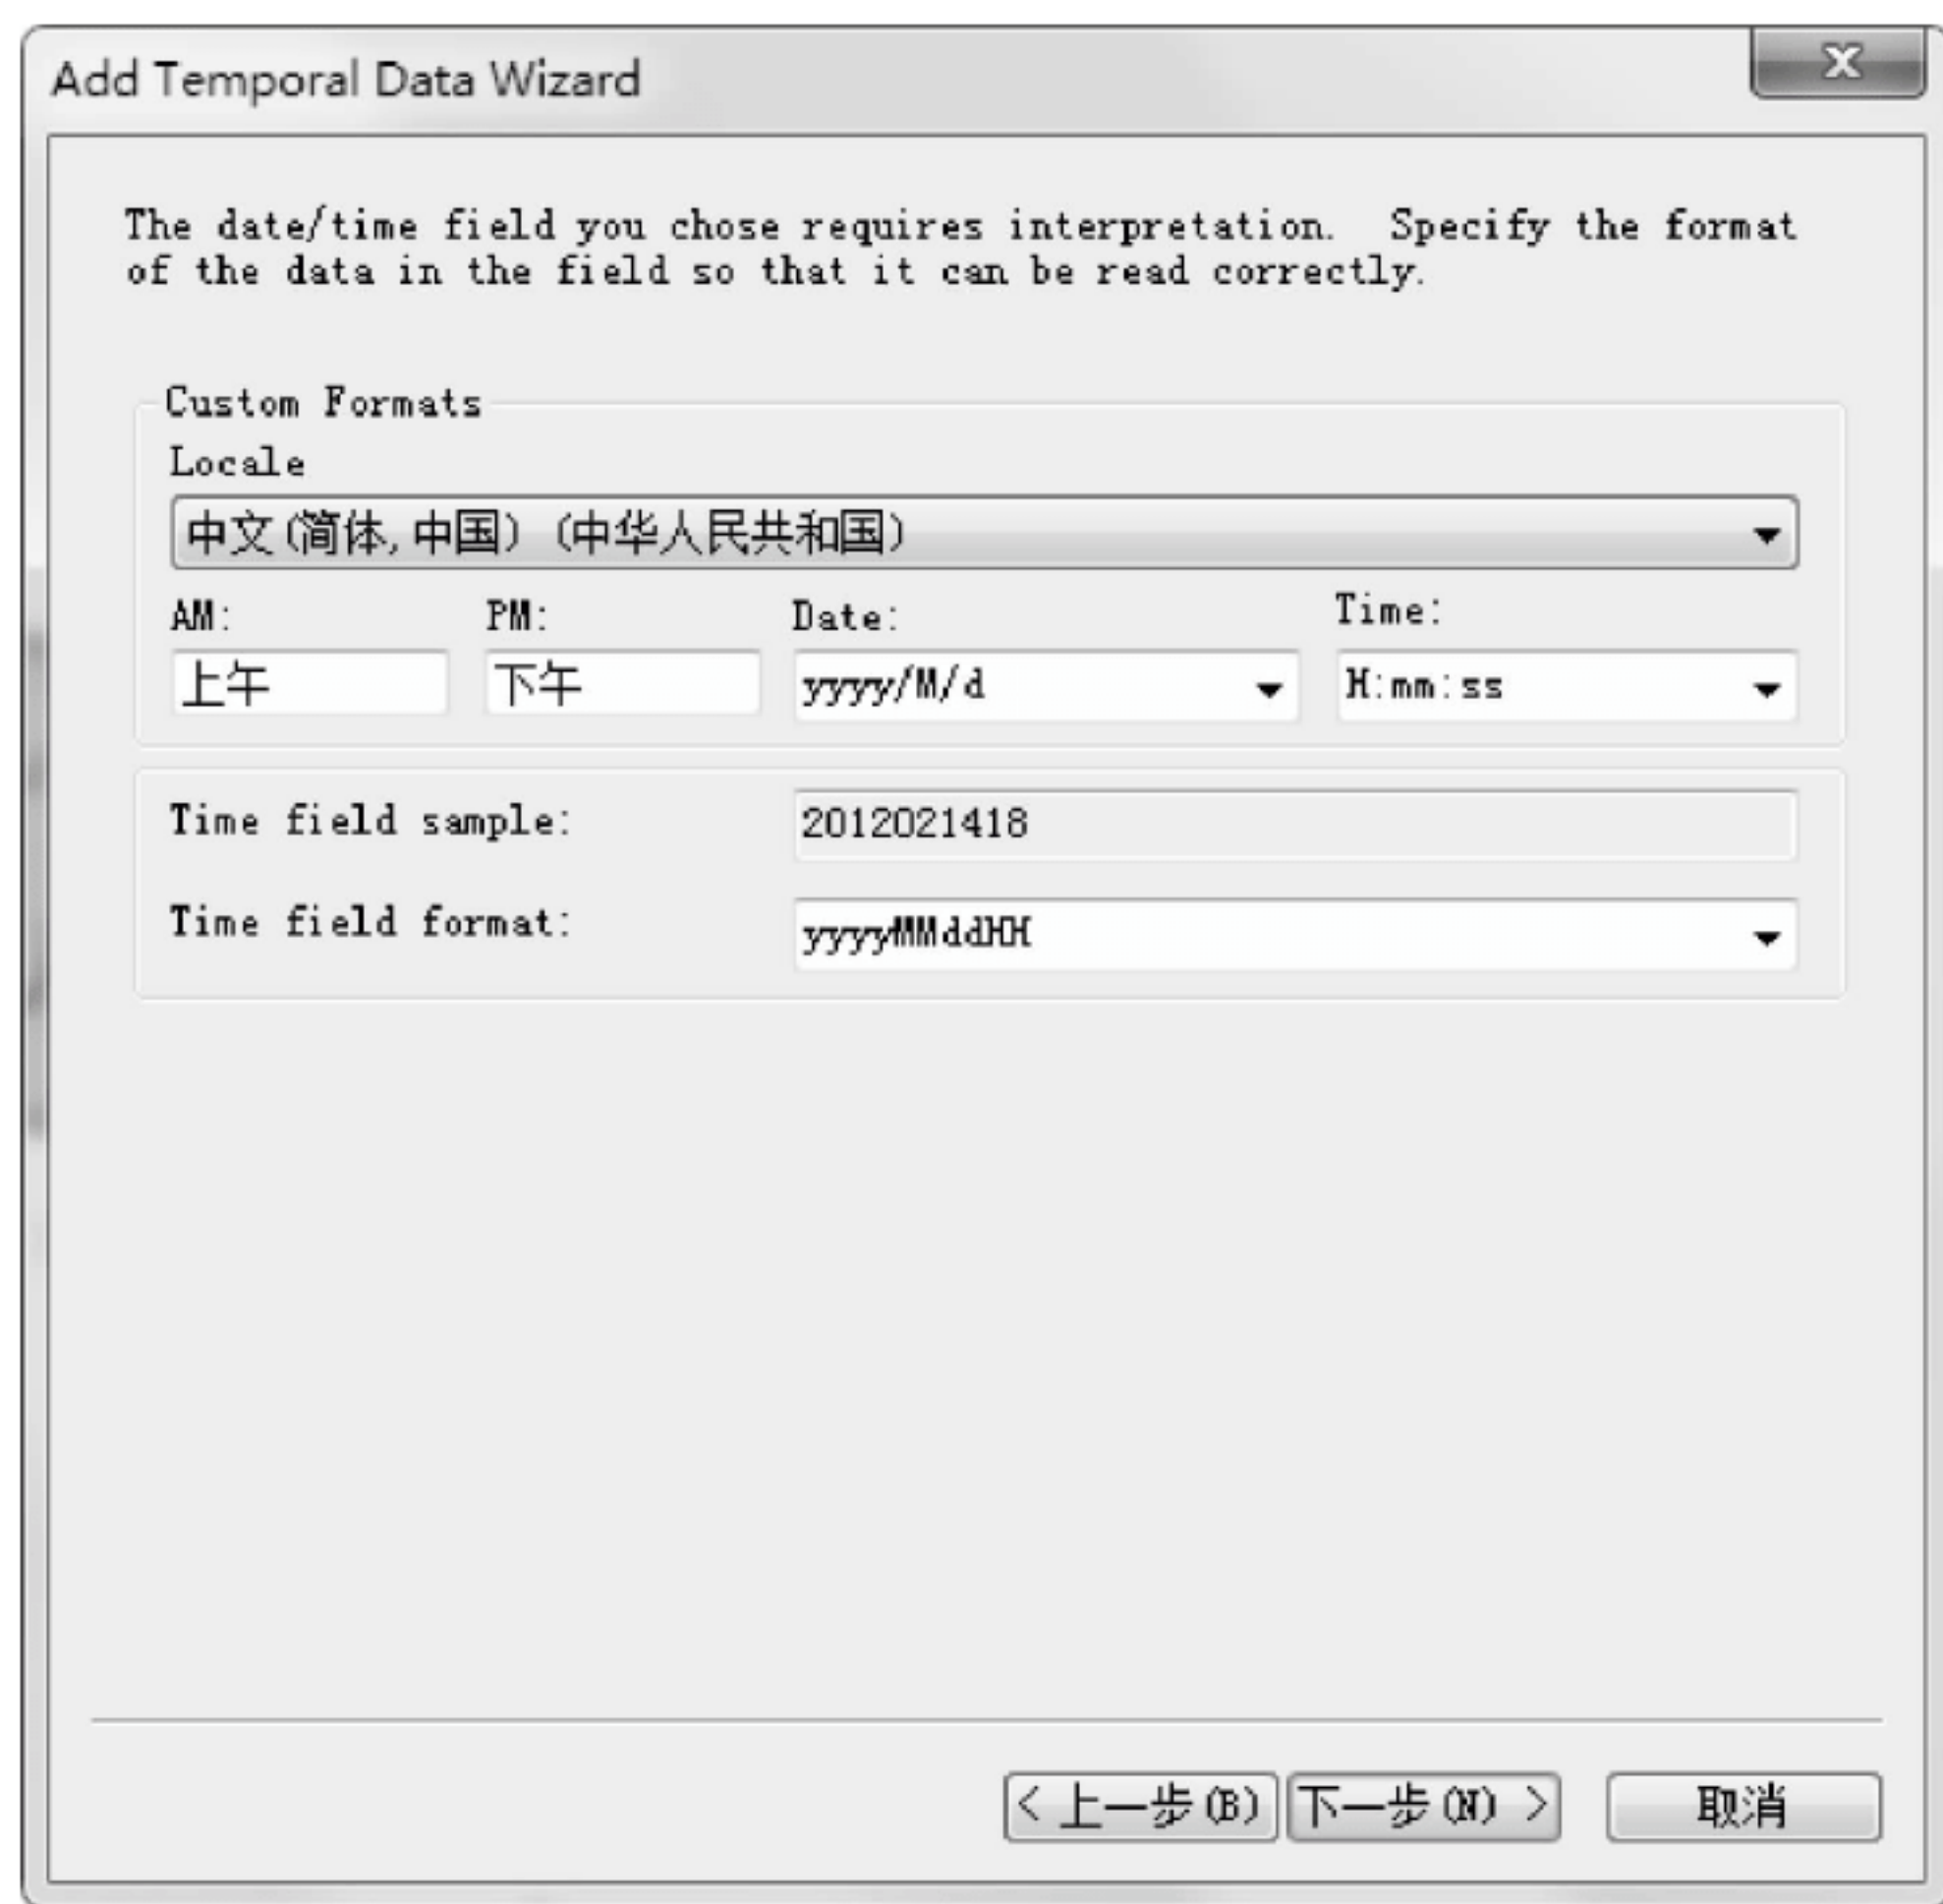 Add Temporal Data Wizard
The date/time field you chose requires interpretation. Specify the format
of the data in the field so that it can be read correctly.
Custom Formats
Locale
中文(简体,中国) (中华人民共和国)
AM: PM: Date: Time:
上午 下午 yyyy/M/d H:mm:ss
Time field sample: 2012021418
Time field format: yyyyMMddHH
< 上一步(B) 下一步(N) > 取消